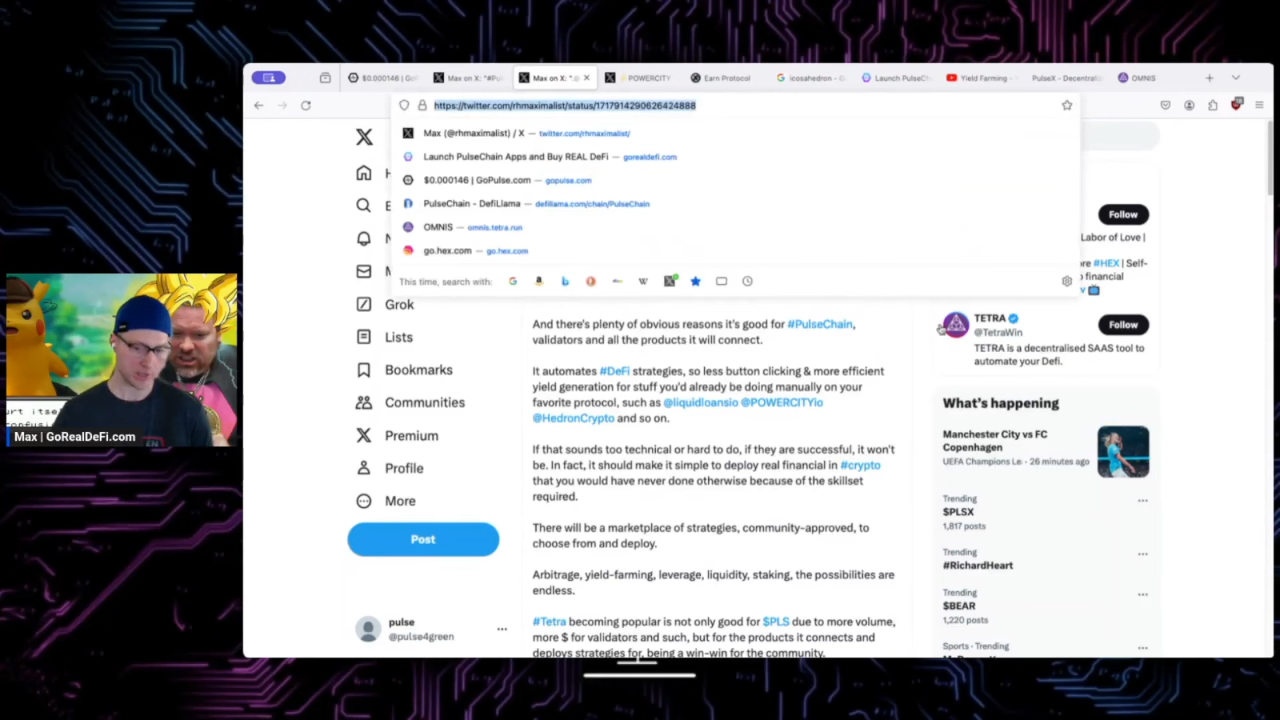 $0.000146 | GoP
Max on X: "#Pul
Max on X: ".@
POWERCITY
Earn Protocol
icosahedron - G
Launch PulseCh
Yield Farming -
PulseX - Decentrali
OMNIS
https://twitter.com/rhmaximalist/status/1717914290626424888
Max (@rhmaximalist) / X — twitter.com/rhmaximalist/
Launch PulseChain Apps and Buy REAL DeFi — gorealdefi.com
$0.000146 | GoPulse.com — gopulse.com
PulseChain - DefiLlama — defillama.com/chain/PulseChain
OMNIS — omnis.tetra.run
go.hex.com — go.hex.com
This time, search with:
H
E
N
M
Grok
Lists
Bookmarks
Communities
Premium
Profile
More
Post
pulse
@pulse4green
And there's plenty of obvious reasons it's good for #PulseChain,
validators and all the products it will connect.
It automates #DeFi strategies, so less button clicking & more efficient
yield generation for stuff you'd already be doing manually on your
favorite protocol, such as @liquidloansio @POWERCITYio
@HedronCrypto and so on.
If that sounds too technical or hard to do, if they are successful, it won't
be. In fact, it should make it simple to deploy real financial in #crypto
that you would have never done otherwise because of the skillset
required.
There will be a marketplace of strategies, community-approved, to
choose from and deploy.
Arbitrage, yield-farming, leverage, liquidity, staking, the possibilities are
endless.
#Tetra becoming popular is not only good for $PLS due to more volume,
more $ for validators and such, but for the products it connects and
deploys strategies for, being a win-win for the community.
Follow
Labor of Love |
re #HEX | Self-
o financial
TETRA
@TetraWin
Follow
TETRA is a decentralised SAAS tool to
automate your Defi.
What's happening
Manchester City vs FC
Copenhagen
UEFA Champions Le · 26 minutes ago
Trending
$PLSX
1,817 posts
Trending
#RichardHeart
Trending
$BEAR
1,220 posts
Sports · Trending
urt itse
Max | GoRealDeFi.com